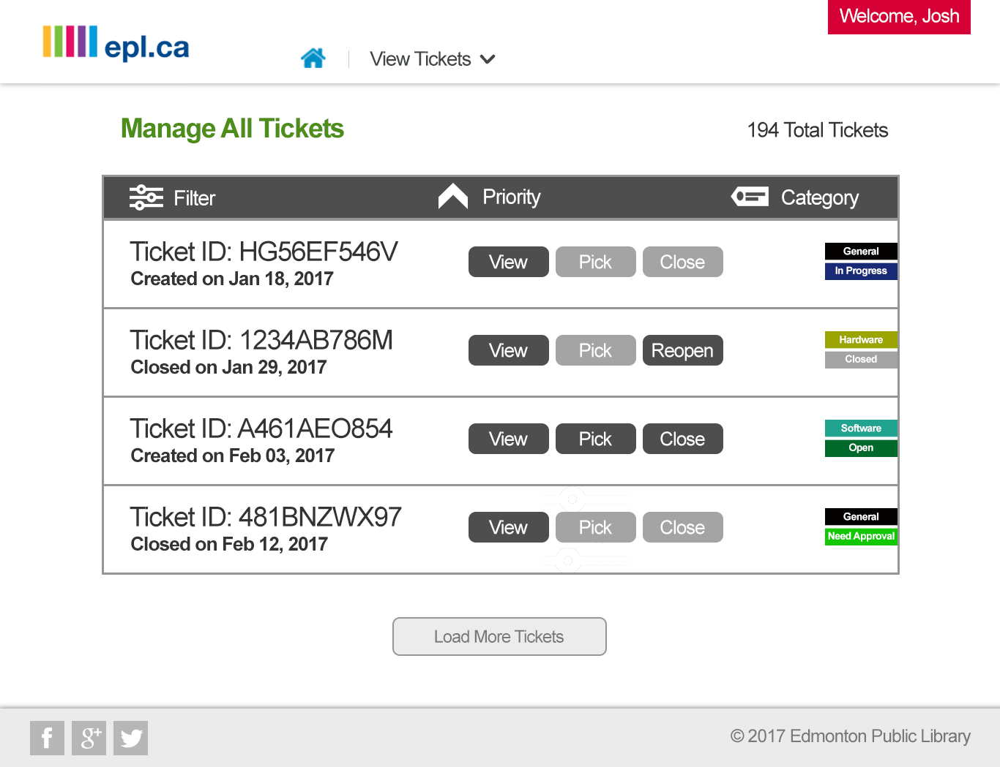 Welcome, Josh
epl.ca
View Tickets
Manage All Tickets
194 Total Tickets
Filter
Priority
Category
Ticket ID: HG56EF546V
Created on Jan 18, 2017
View
Pick
Close
General
In Progress
Ticket ID: 1234AB786M
Closed on Jan 29, 2017
View
Pick
Reopen
Hardware
Closed
Ticket ID: A461AEO854
Created on Feb 03, 2017
View
Pick
Close
Software
Open
Ticket ID: 481BNZWX97
Closed on Feb 12, 2017
View
Pick
Close
General
Need Approval
Load More Tickets
f
g+
© 2017 Edmonton Public Library